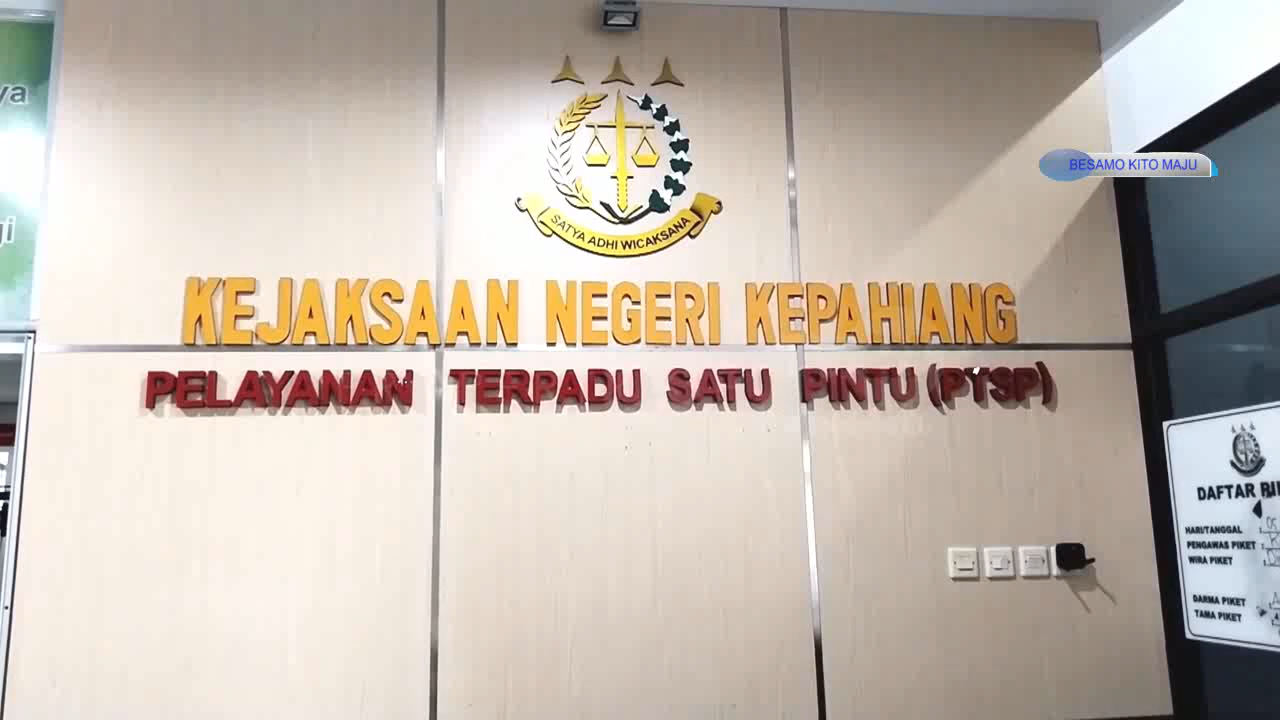 SATYA ADHI WICAKSANA
BESAMO KITO MAJU
KEJAKSAAN NEGERI KEPAHIANG
PELAYANAN TERPADU SATU PINTU (PTSP)
DAFTAR
HARI/TANGGAL
PENGAWAS PIKET
WIRA PIKET
DARMA PIKET
TAMA PIKET